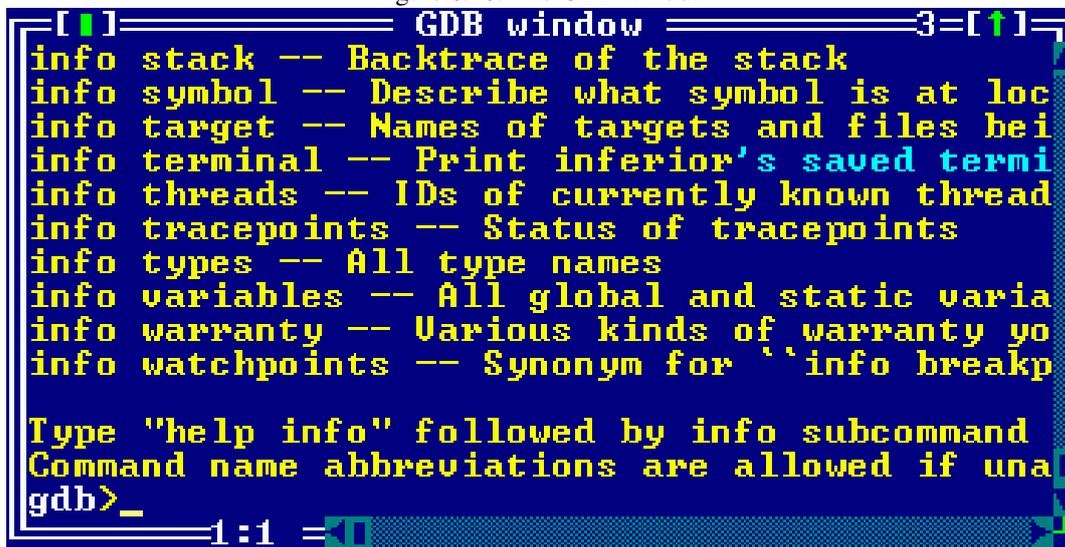 [▮] GDB window 3=[↑]
info stack -- Backtrace of the stack
info symbol -- Describe what symbol is at loc
info target -- Names of targets and files bei
info terminal -- Print inferior's saved termi
info threads -- IDs of currently known thread
info tracepoints -- Status of tracepoints
info types -- All type names
info variables -- All global and static varia
info warranty -- Various kinds of warranty yo
info watchpoints -- Synonym for ``info breakp
Type "help info" followed by info subcommand
Command name abbreviations are allowed if una
gdb>_
1:1